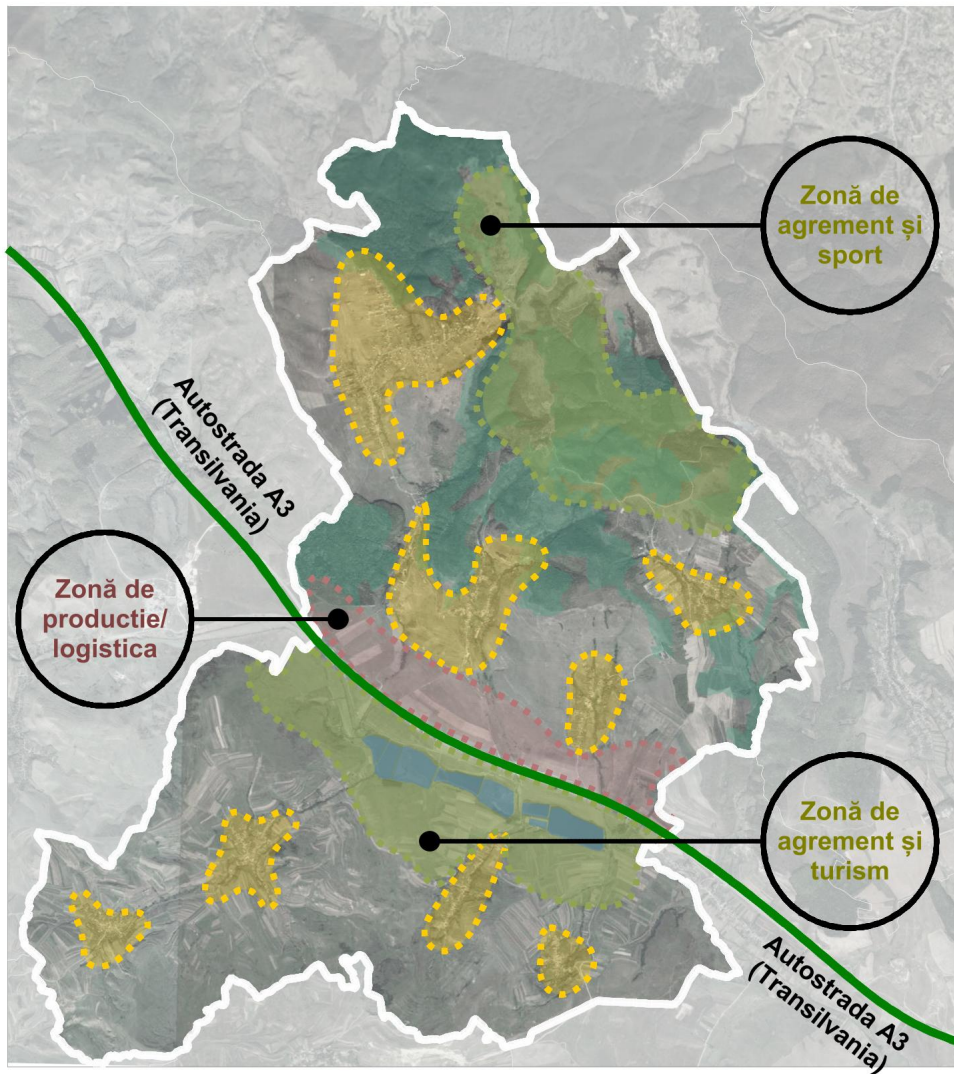 Zonă de
agrement și
sport
Autostrada A3
(Transilvania)
Zonă de
productie/
logistica
Zonă de
agrement și
turism
Autostrada A3
(Transilvania)